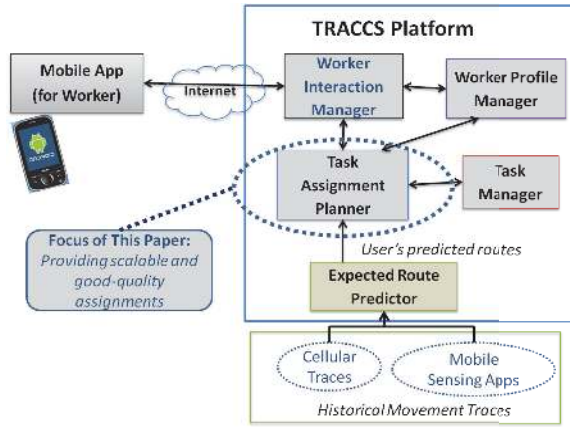 TRACCS Platform
Mobile App
(for Worker)
Internet
Worker
Interaction
Manager
Worker Profile
Manager
Task
Assignment
Planner
Task
Manager
Focus of This Paper:
Providing scalable and
good-quality
assignments
User's predicted routes
Expected Route
Predictor
Cellular
Traces
Mobile
Sensing Apps
Historical Movement Traces